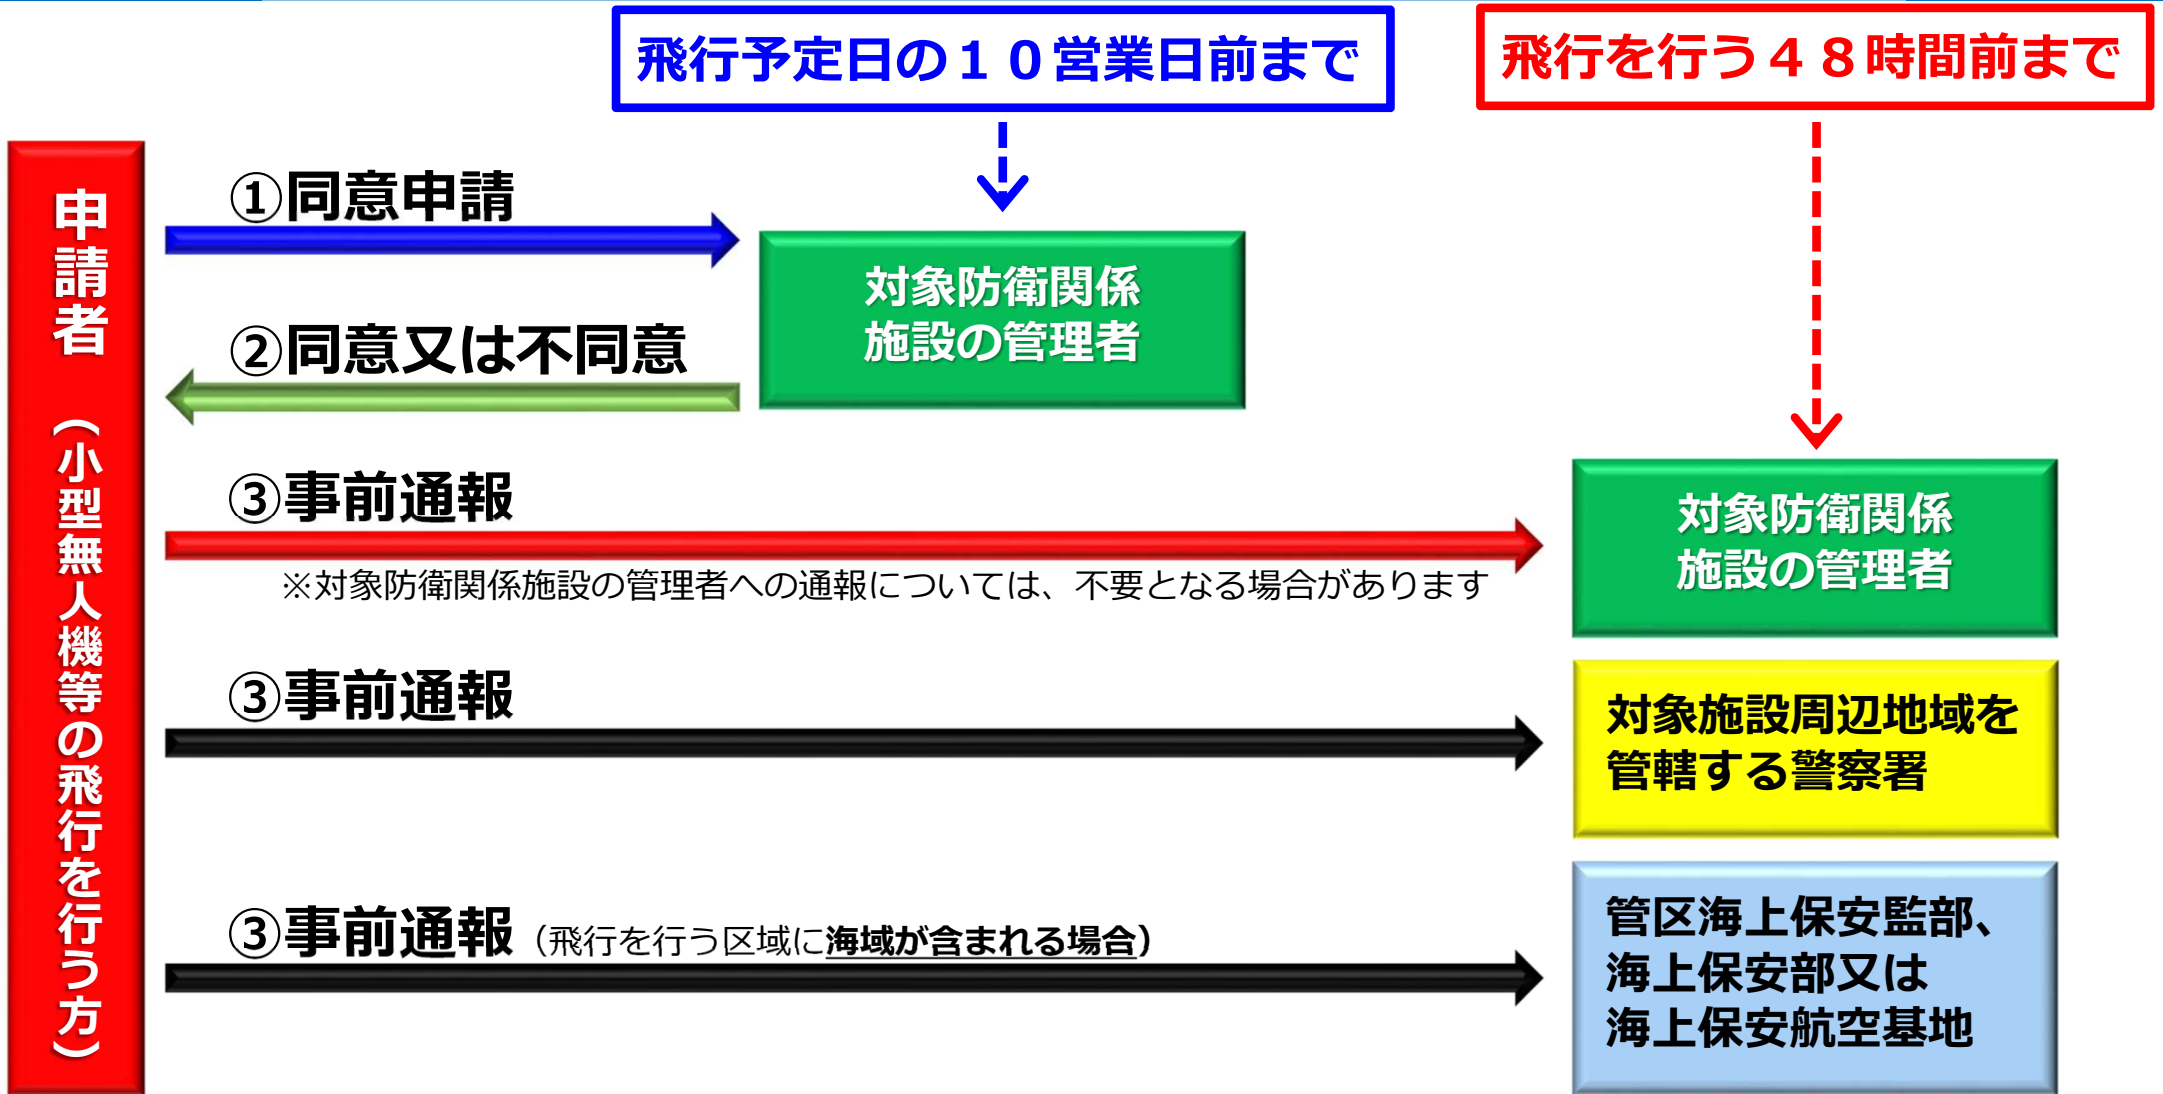 飛行予定日の１０営業日前まで
飛行を行う４８時間前まで
申請者（小型無人機等の飛行を行う方）
①同意申請
対象防衛関係
施設の管理者
②同意又は不同意
③事前通報
※対象防衛関係施設の管理者への通報については、不要となる場合があります
対象防衛関係
施設の管理者
③事前通報
対象施設周辺地域を
管轄する警察署
③事前通報（飛行を行う区域に海域が含まれる場合）
管区海上保安監部、
海上保安部又は
海上保安航空基地